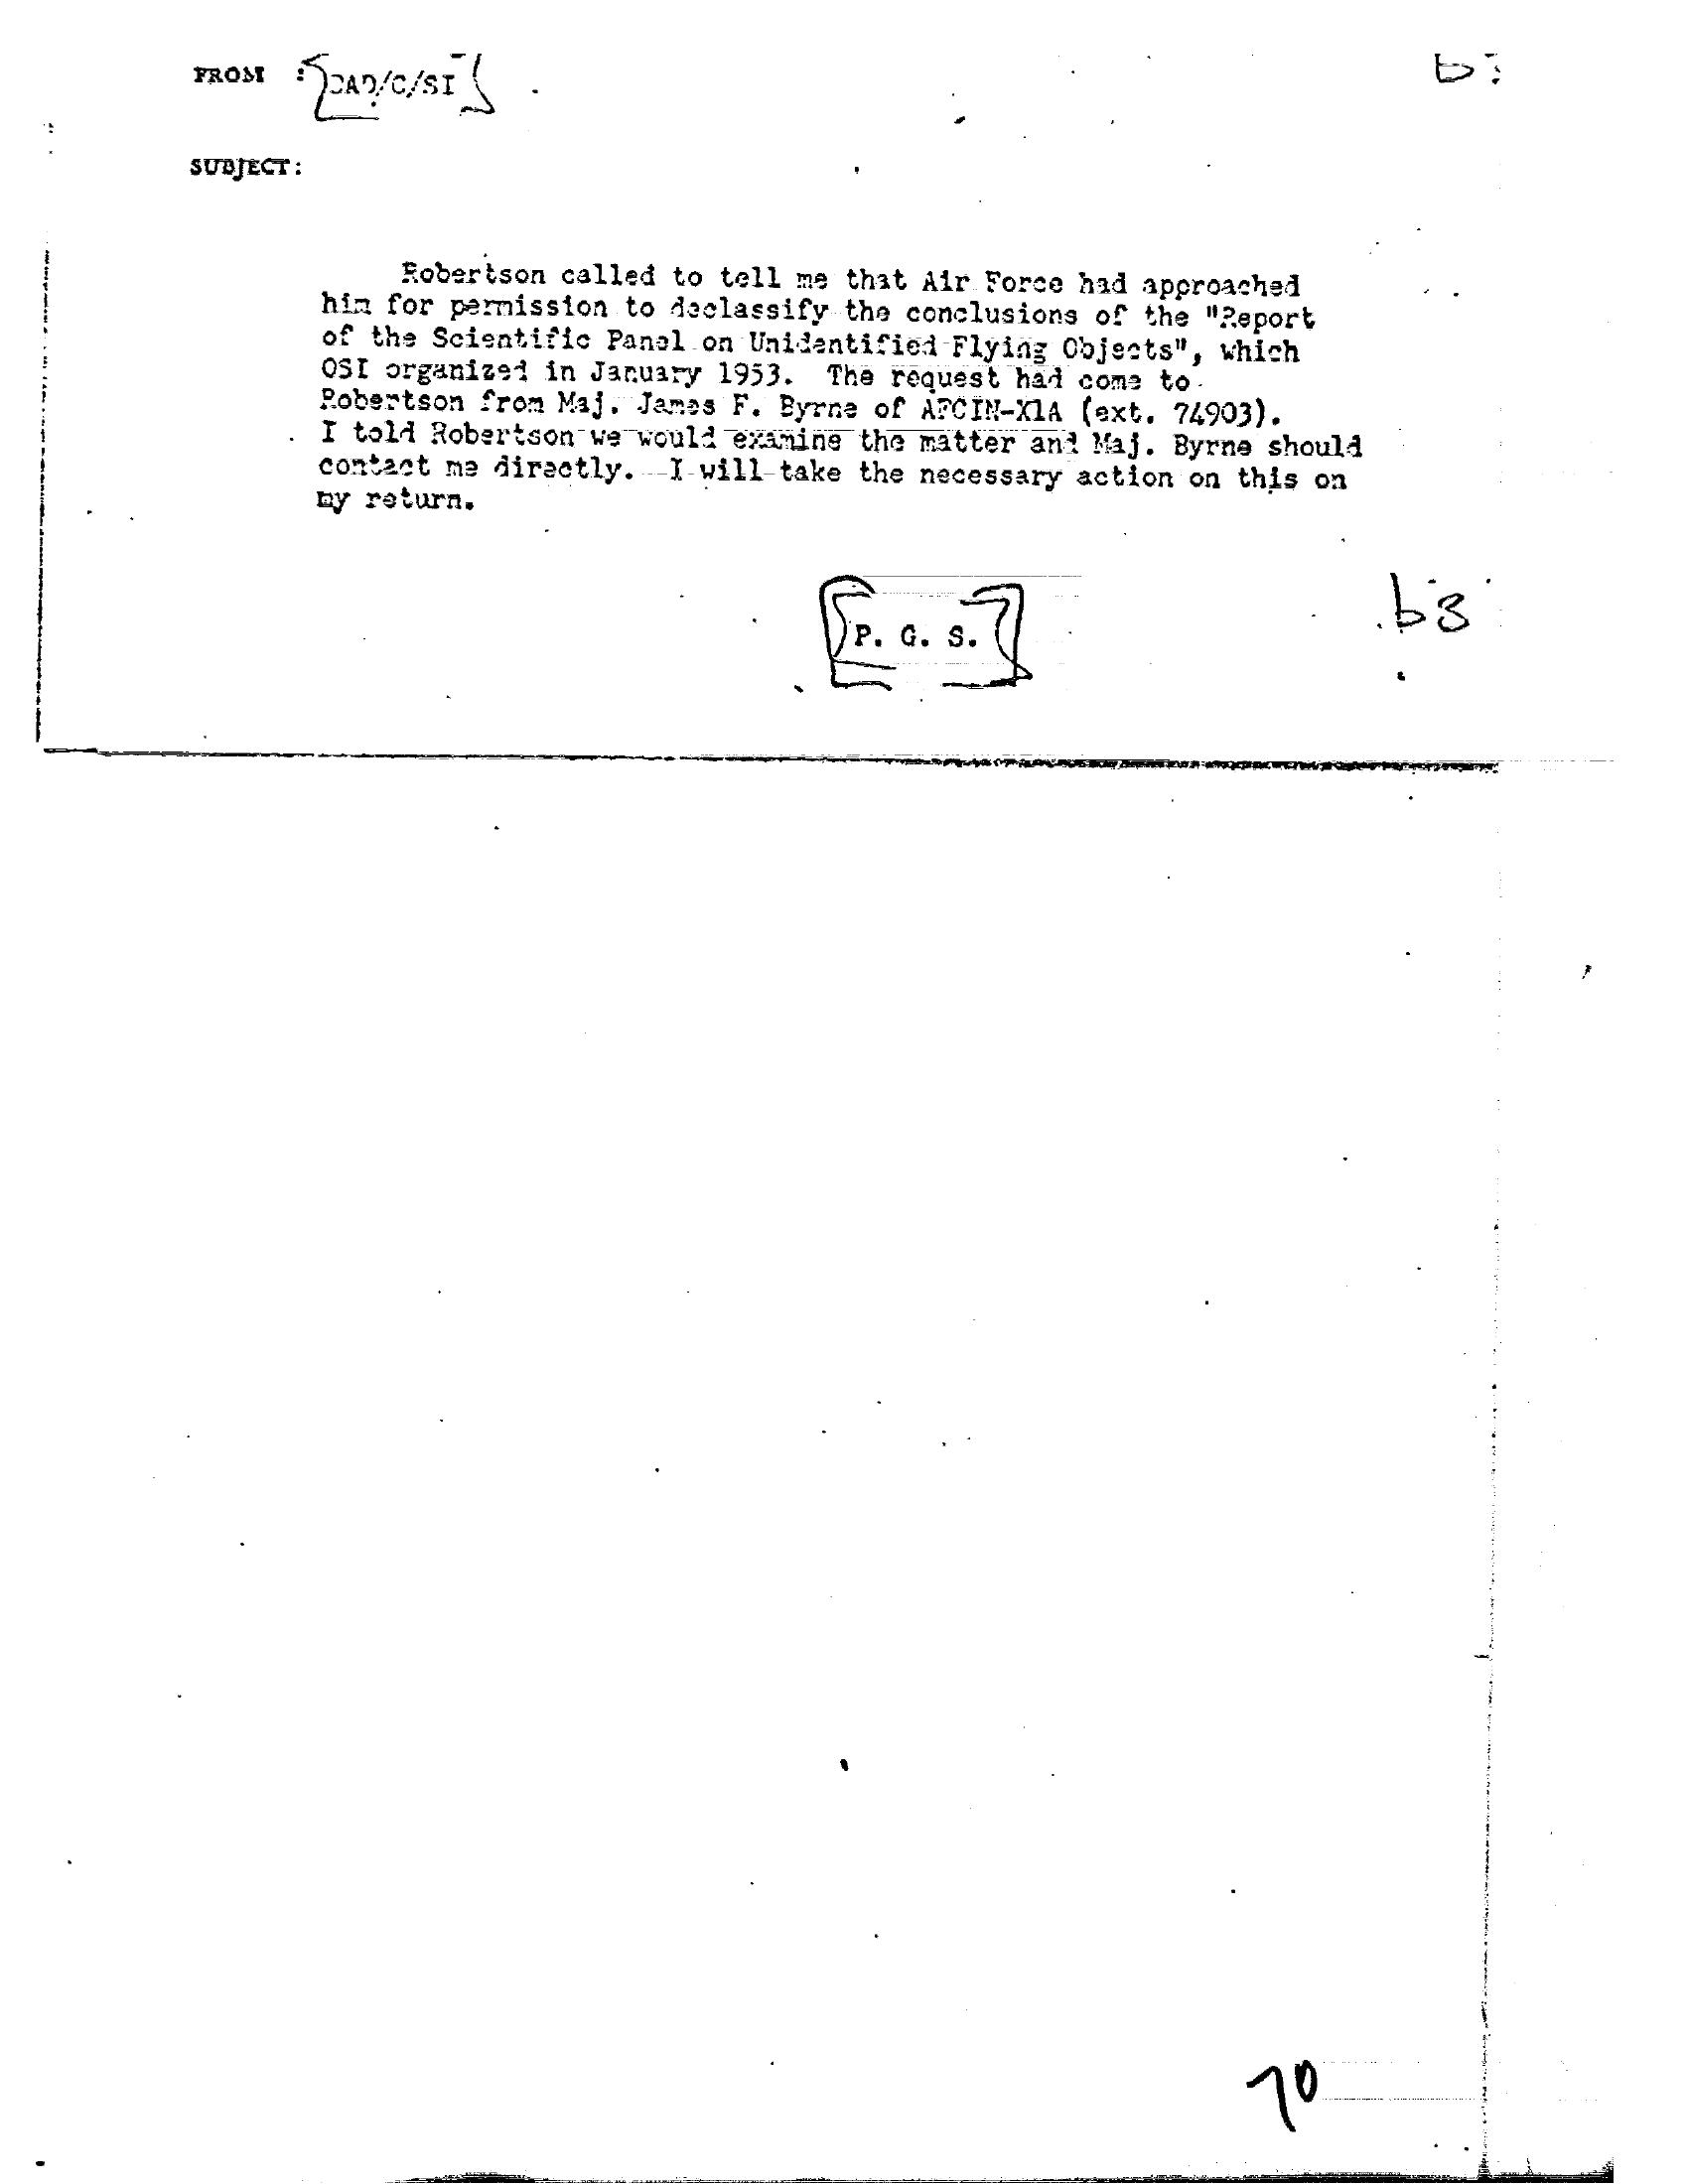 FROM : DAD/C/SI
SUBJECT:
Robertson called to tell me that Air Force had approached
him for permission to declassify the conclusions of the "Report
of the Scientific Panel on Unidentified Flying Objects", which
OSI organized in January 1953. The request had come to
Robertson from Maj. James F. Byrne of AFCIN-X1A (ext. 74903).
I told Robertson we would examine the matter and Maj. Byrne should
contact me directly. I will take the necessary action on this on
my return.
P. G. S.
b3
70